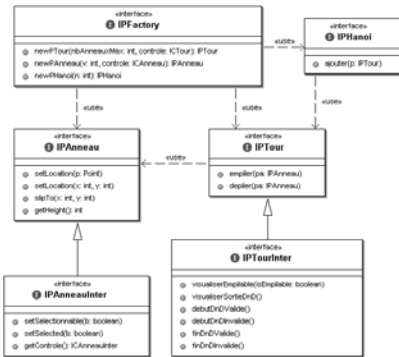 «interface»
IPFactory
newPTour(nbAnneauxMax: int, controle: ICTour): IPTour
newPAnneau(v: int, controle: ICAnneau): IPAnneau
newPHanoi(n: int): IPHanoi
«interface»
IPHanoi
ajouter(p: IPTour)
«use»
«use»
«use»
«use»
«interface»
IPAnneau
setLocation(p: Point)
setLocation(x: int, y: int)
slipTo(x: int, y: int)
getHeight(): int
«use»
«interface»
IPTour
empiler(pa: IPAnneau)
depiler(pa: IPAnneau)
«interface»
IPAnneauInter
setSelectionnable(b: boolean)
setSelected(b: boolean)
getControle(): ICAnneauInter
«interface»
IPTourInter
visualiserEmpilable(isEmpilable: boolean)
visualiserSortieDnD()
debutDnDValide()
debutDnDInvalide()
finDnDValide()
finDnDInvalide()